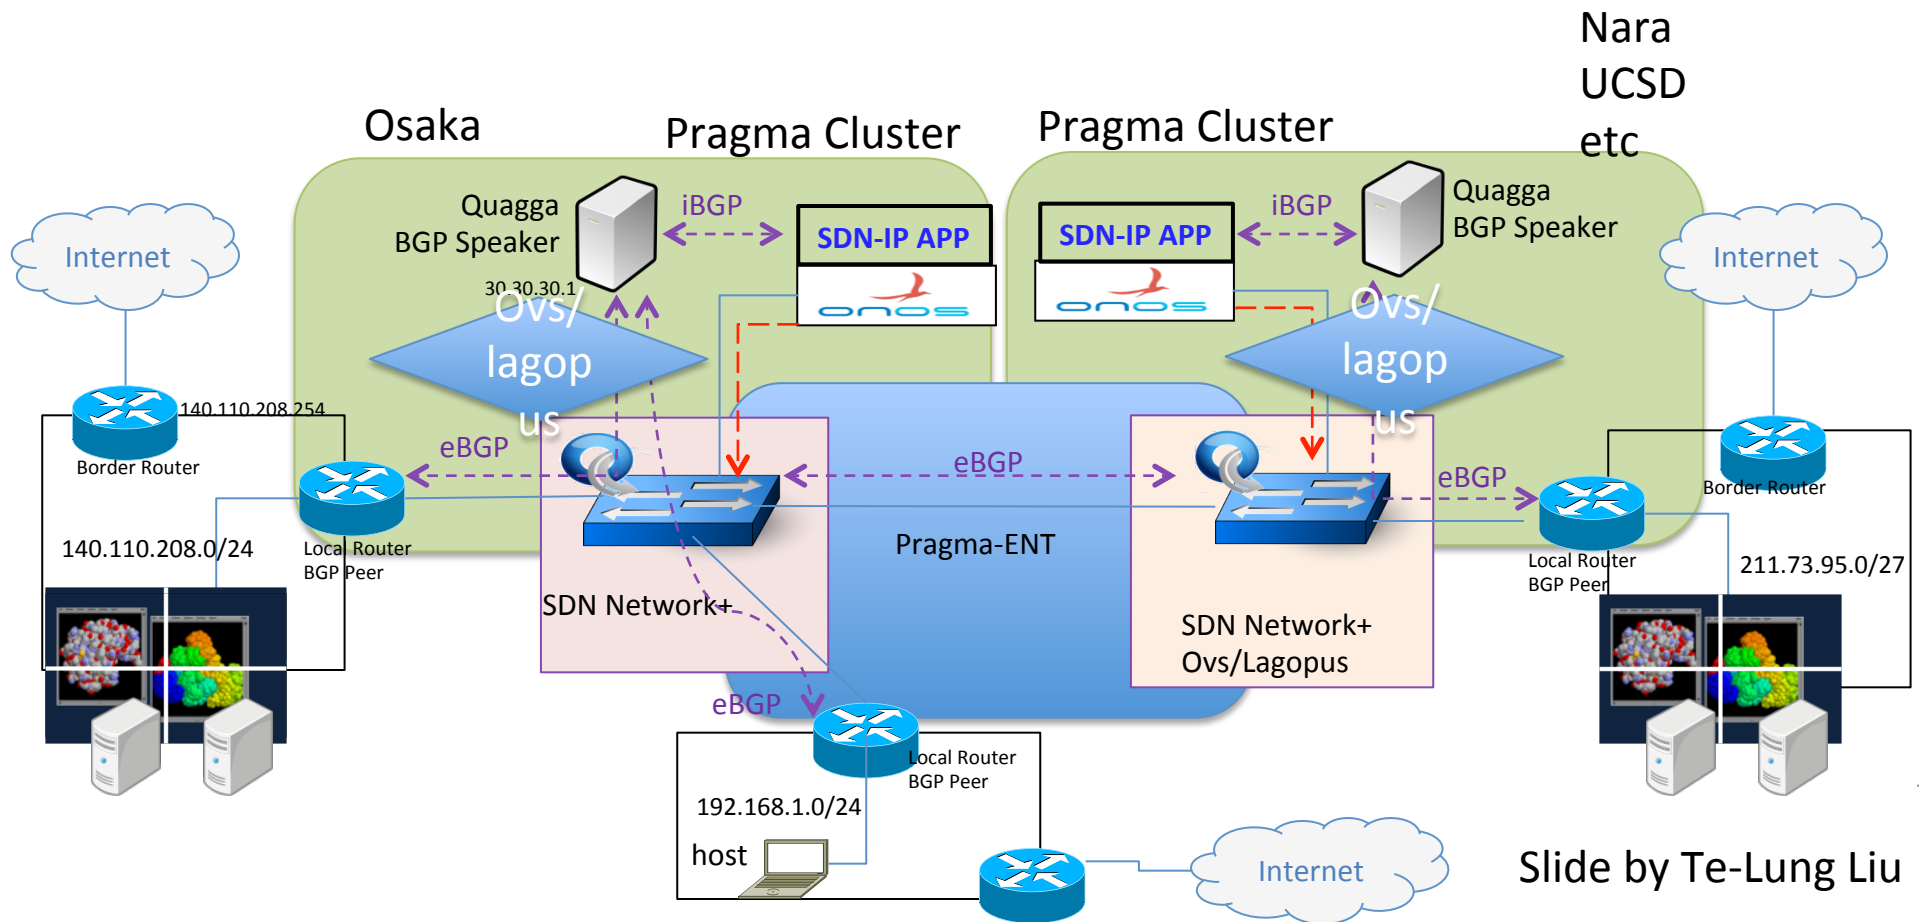 Nara
UCSD
etc
Osaka
Pragma Cluster
Pragma Cluster
Quagga
BGP Speaker
30.30.30.1
iBGP
SDN-IP APP
onos
SDN-IP APP
onos
iBGP
Quagga
BGP Speaker
Internet
Internet
Ovs/
lagop
us
Ovs/
lagop
us
140.110.208.254
Border Router
eBGP
eBGP
eBGP
Border Router
140.110.208.0/24
Local Router
BGP Peer
Pragma-ENT
Local Router
BGP Peer
211.73.95.0/27
SDN Network+
SDN Network+
Ovs/Lagopus
eBGP
Local Router
BGP Peer
192.168.1.0/24
host
Internet
Slide by Te-Lung Liu